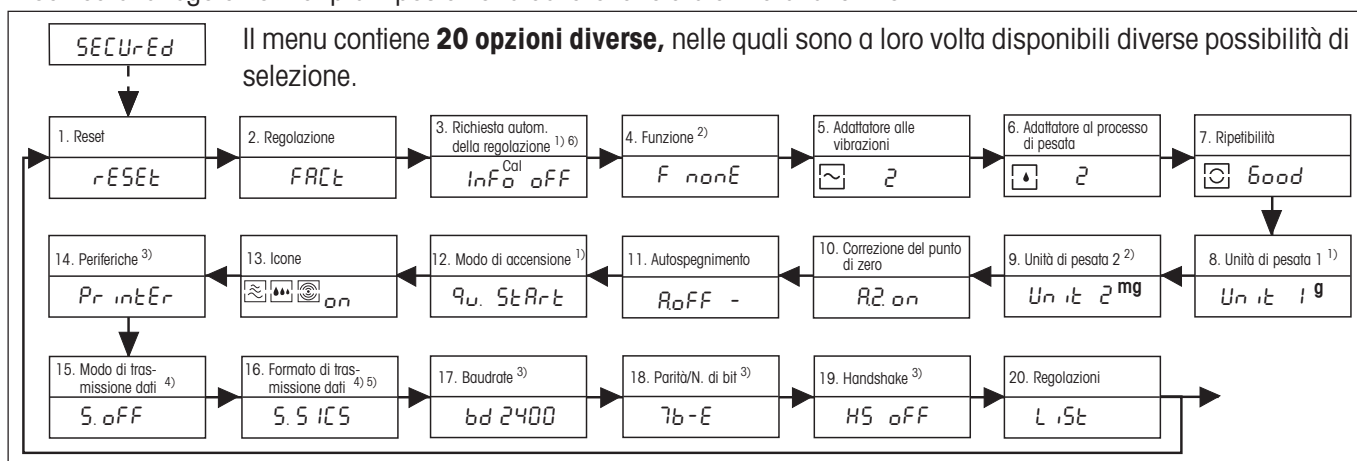 SECUrEd
Il menu contiene 20 opzioni diverse, nelle quali sono a loro volta disponibili diverse possibilità di
selezione.
1. Reset
rESEt
2. Regolazione
FACt
3. Richiesta autom.
della regolazione 1) 6)
Cal
InFo oFF
4. Funzione 2)
F nonE
5. Adattatore alle
vibrazioni
2
6. Adattatore al processo
di pesata
2
7. Ripetibilità
Good
8. Unità di pesata 1 1)
Unit 1 g
9. Unità di pesata 2 2)
Unit 2 mg
10. Correzione del punto
di zero
A.Z. on
11. Autospegnimento
A.oFF -
12. Modo di accensione 1)
qu. StArt
13. Icone
on
14. Periferiche 3)
PrintEr
15. Modo di tras-
missione dati 4)
S. oFF
16. Formato di tras-
missione dati 4) 5)
S. SICS
17. Baudrate 3)
bd 2400
18. Parità/N. di bit 3)
7b-E
19. Handshake 3)
HS oFF
20. Regolazioni
LiSt